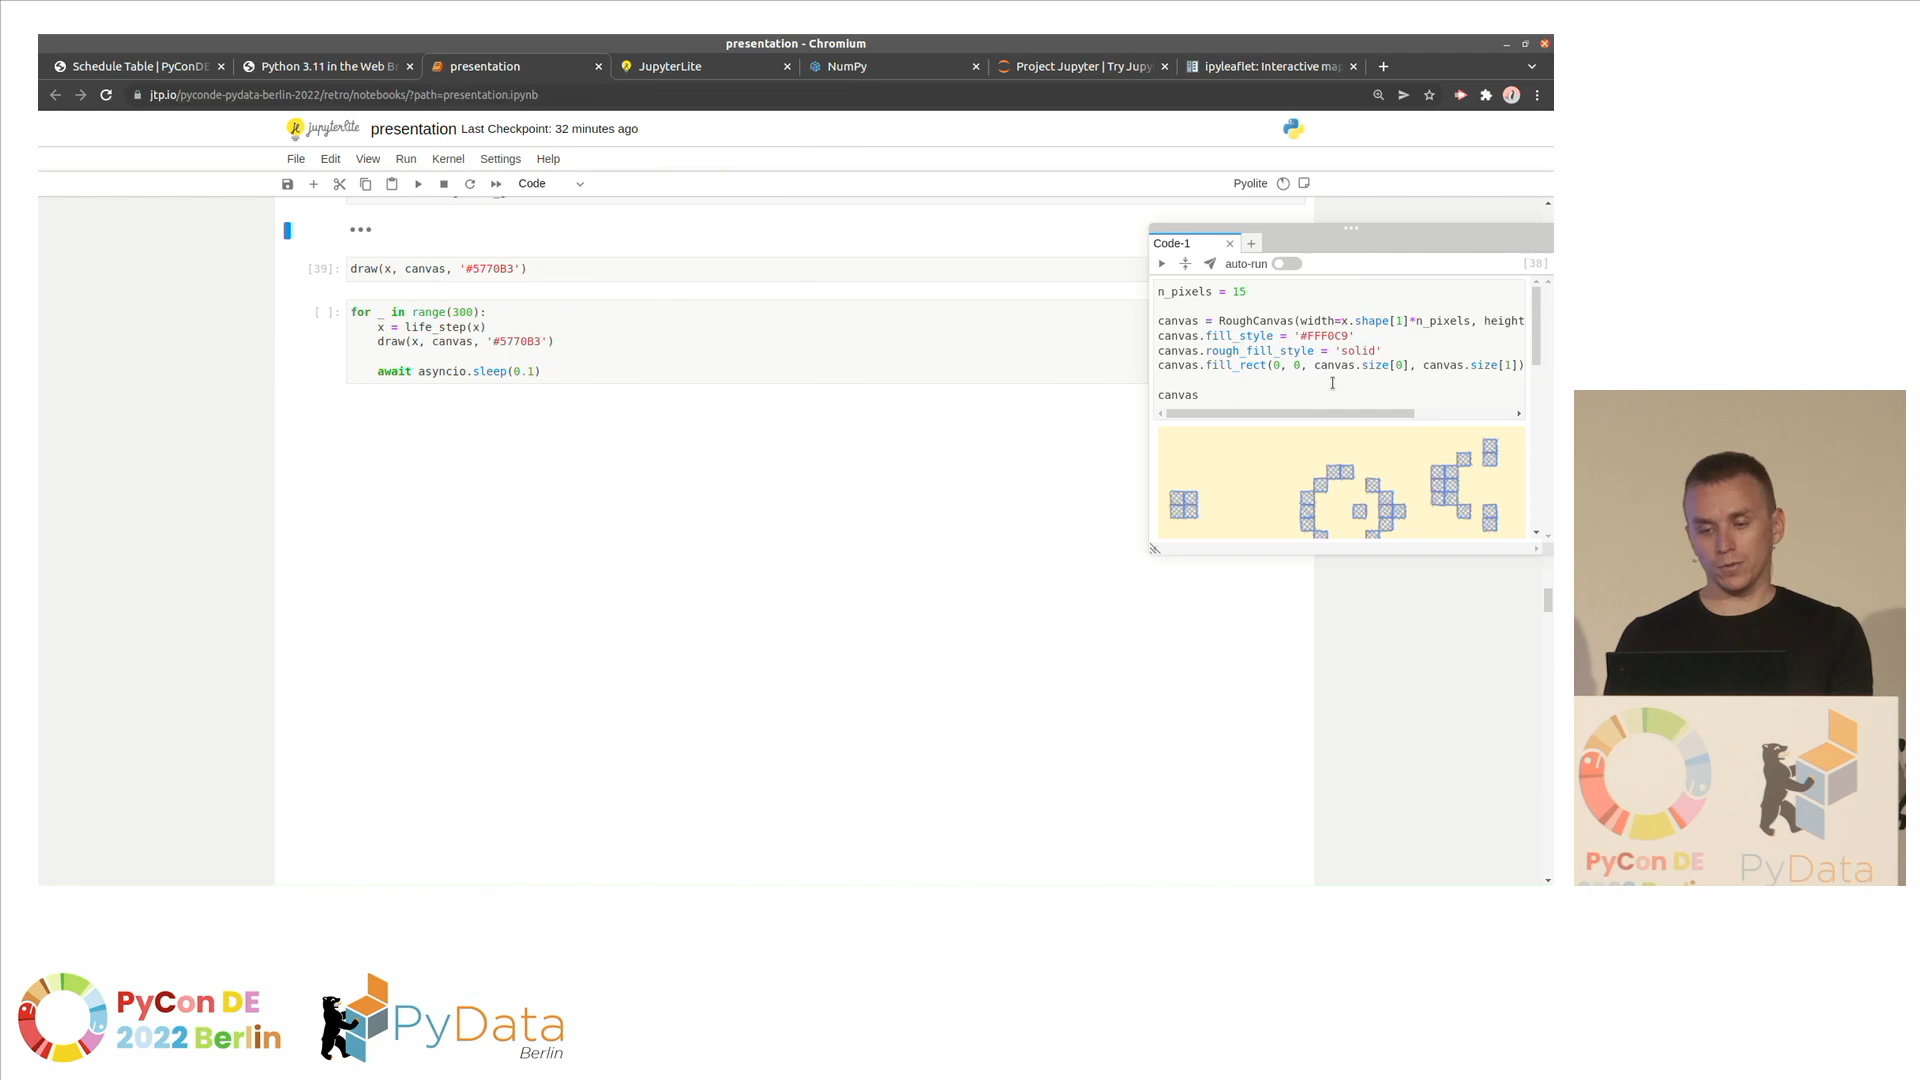 presentation - Chromium
Schedule Table | PyConDE
Python 3.11 in the Web Br
presentation
JupyterLite
NumPy
Project Jupyter | Try Jupy
ipyleaflet: Interactive ma
jtp.io/pyconde-pydata-berlin-2022/retro/notebooks/?path=presentation.ipynb
jupyterlite presentation Last Checkpoint: 32 minutes ago
File Edit View Run Kernel Settings Help
Code
Pyolite
[39]: draw(x, canvas, '#5770B3')
[ ]: for _ in range(300):
x = life_step(x)
draw(x, canvas, '#5770B3')
await asyncio.sleep(0.1)
Code-1
auto-run
[38]
n_pixels = 15
canvas = RoughCanvas(width=x.shape[1]*n_pixels, height
canvas.fill_style = '#FFF0C9'
canvas.rough_fill_style = 'solid'
canvas.fill_rect(0, 0, canvas.size[0], canvas.size[1])
canvas
PyCon DE
PyData
PyCon DE
2022 Berlin
PyData
Berlin